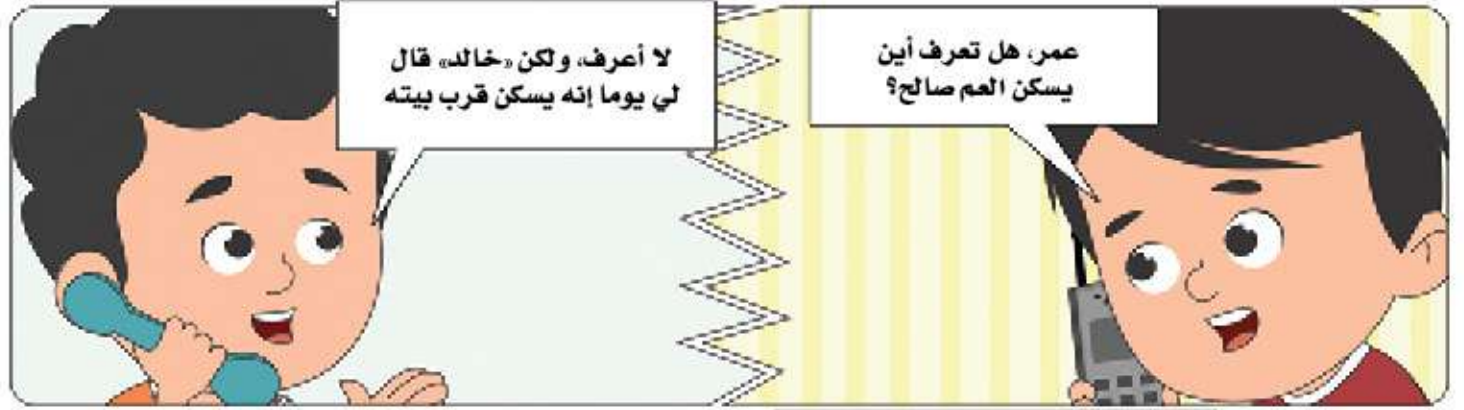 عمر، هل تعرف أين
يسكن العم صالح؟
لا أعرف، ولكن «خالد» قال
لي يوما إنه يسكن قرب بيته